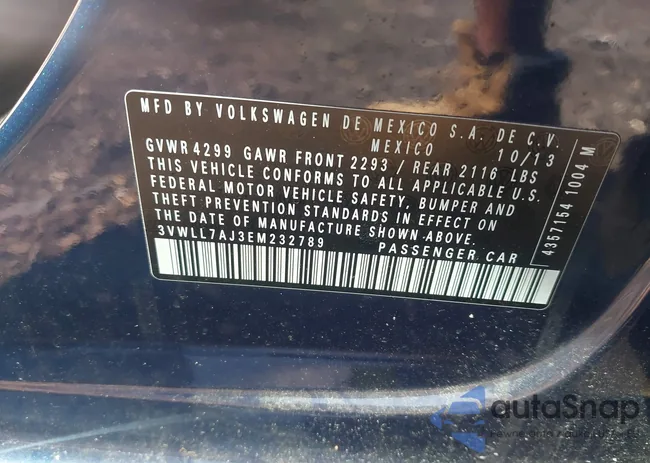 MFD BY VOLKSWAGEN DE MEXICO S.A. DE C.V.
MEXICO 10/13
GVWR 4299 GAWR FRONT 2293 / REAR 2116 LBS
THIS VEHICLE CONFORMS TO ALL APPLICABLE U.S.
FEDERAL MOTOR VEHICLE SAFETY, BUMPER AND
THEFT PREVENTION STANDARDS IN EFFECT ON
THE DATE OF MANUFACTURE SHOWN ABOVE.
3VWLL7AJ3EM232789 PASSENGER CAR
4357154 1004 M
autaSnap